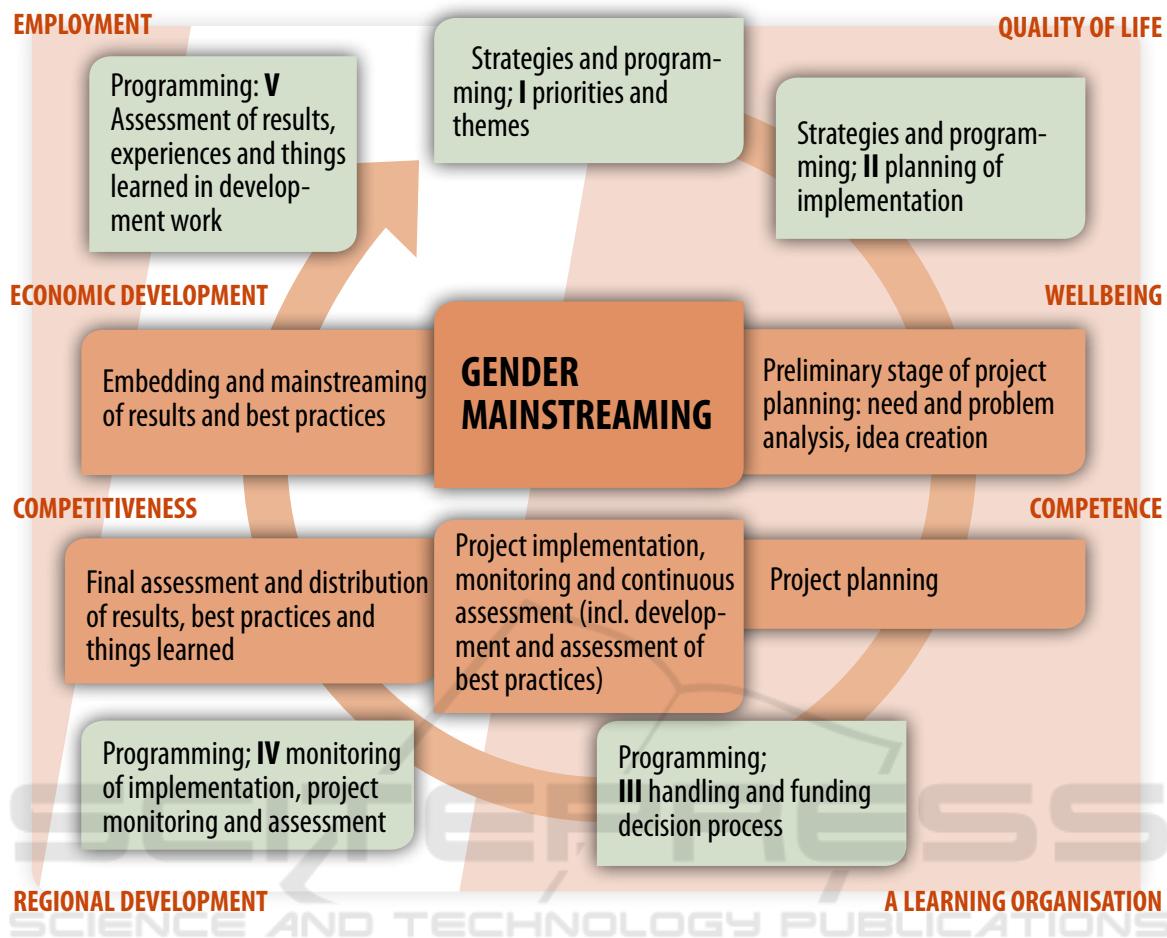 EMPLOYMENT
QUALITY OF LIFE
Programming: V
Assessment of results,
experiences and things
learned in develop-
ment work
Strategies and program-
ming; I priorities and
themes
Strategies and program-
ming; II planning of
implementation
ECONOMIC DEVELOPMENT
WELLBEING
Embedding and mainstreaming
of results and best practices
GENDER
MAINSTREAMING
Preliminary stage of project
planning: need and problem
analysis, idea creation
COMPETITIVENESS
COMPETENCE
Final assessment and distribution
of results, best practices and
things learned
Project implementation,
monitoring and continuous
assessment (incl. develop-
ment and assessment of
best practices)
Project planning
Programming; IV monitoring
of implementation, project
monitoring and assessment
Programming;
III handling and funding
decision process
SCITEPRESS
REGIONAL DEVELOPMENT
A LEARNING ORGANISATION
SCIENCE AND TECHNOLOGY PUBLICATIONS